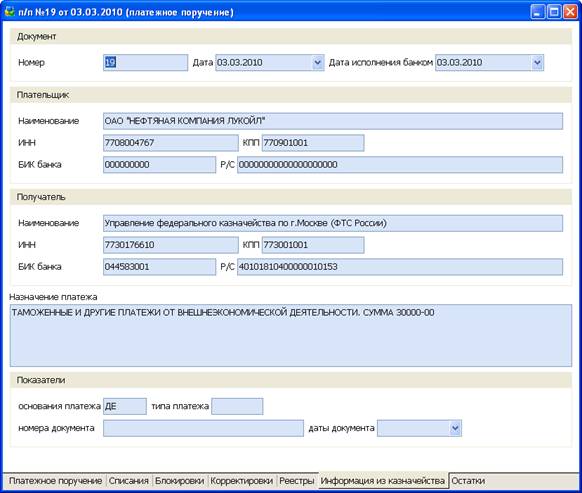 п/п №19 от 03.03.2010 (платежное поручение)
Документ
Номер 19 Дата 03.03.2010 Дата исполнения банком 03.03.2010
Плательщик
Наименование ОАО "НЕФТЯНАЯ КОМПАНИЯ ЛУКОЙЛ"
ИНН 7708004767 КПП 770901001
БИК банка 000000000 Р/С 00000000000000000000
Получатель
Наименование Управление федерального казначейства по г.Москве (ФТС России)
ИНН 7730176610 КПП 773001001
БИК банка 044583001 Р/С 40101810400000010153
Назначение платежа
ТАМОЖЕННЫЕ И ДРУГИЕ ПЛАТЕЖИ ОТ ВНЕШНЕЭКОНОМИЧЕСКОЙ ДЕЯТЕЛЬНОСТИ. СУММА 30000-00
Показатели
основания платежа ДЕ типа платежа
номера документа даты документа
Платежное поручение Списания Блокировки Корректировки Реестры Информация из казначейства Остатки